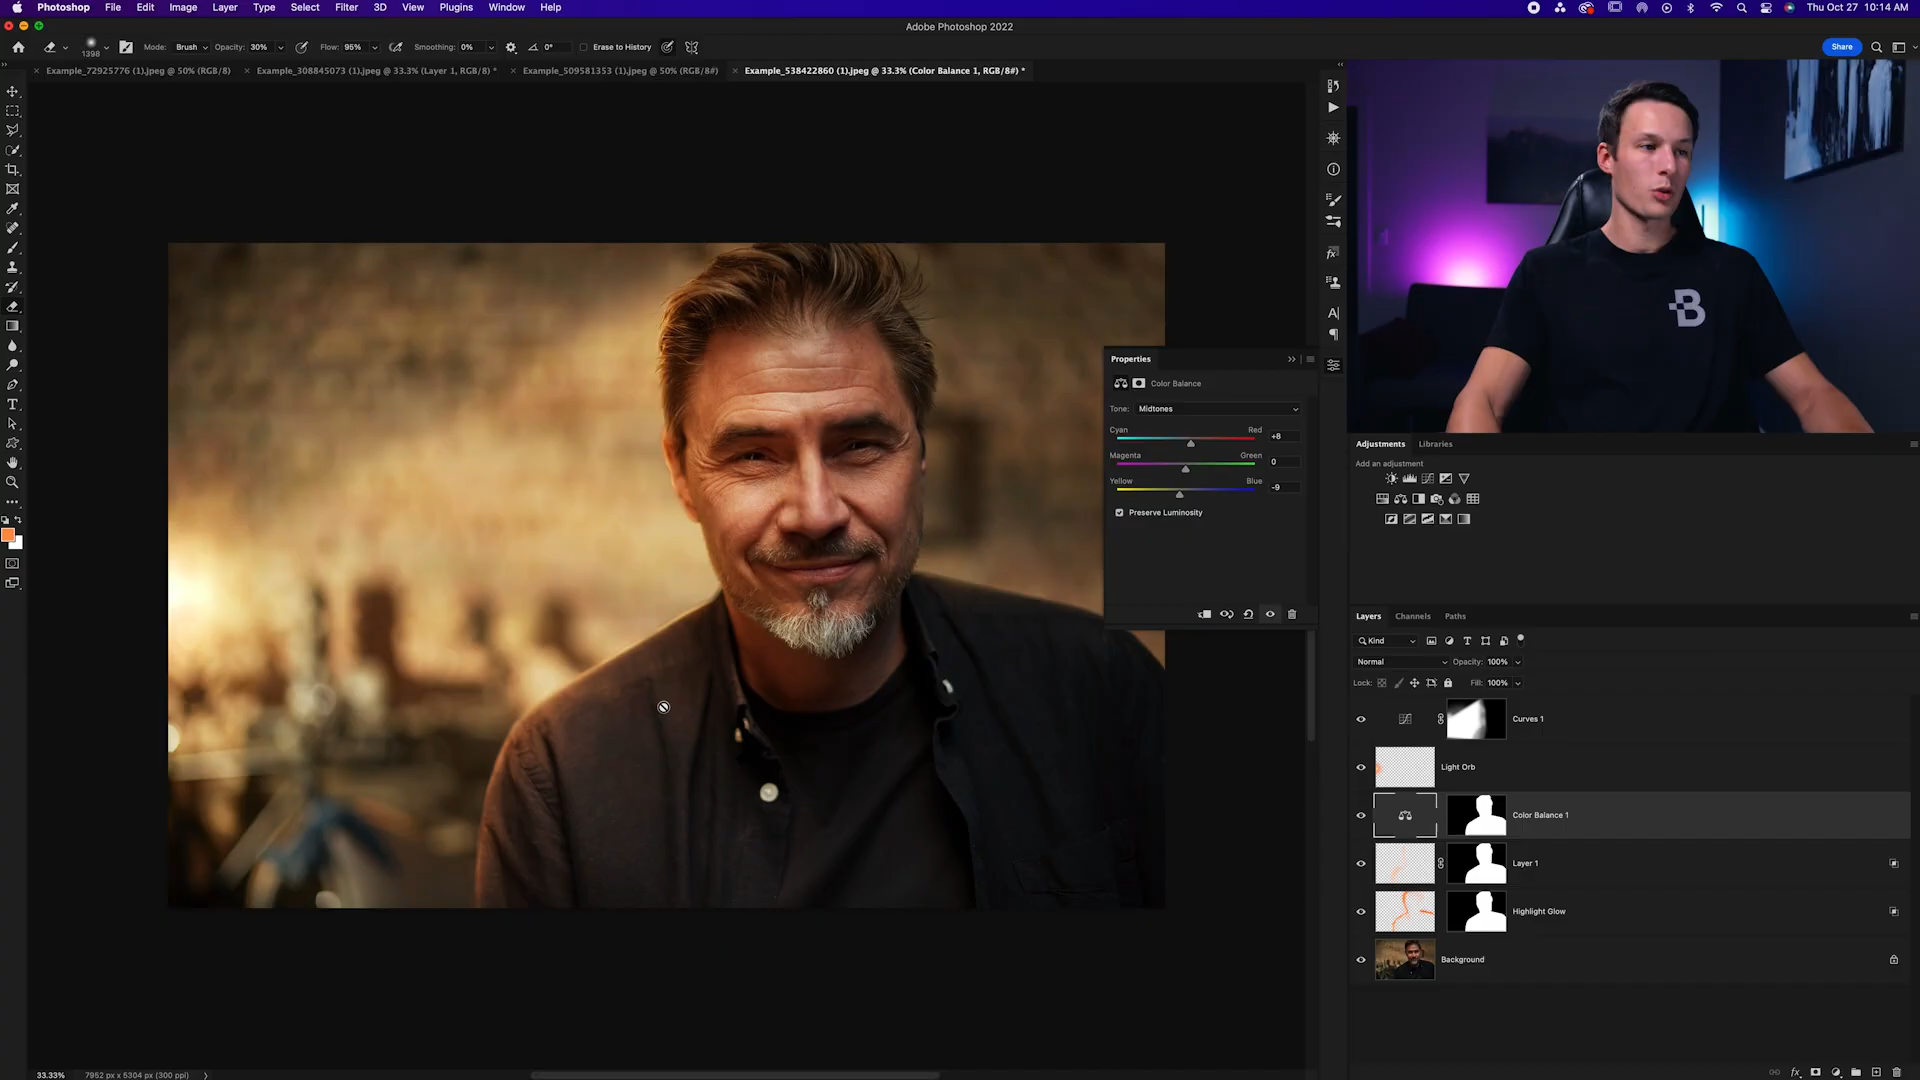 Photoshop File Edit Image Layer Type Select Filter 3D View Plugins Window Help Thu Oct 27 10:14 AM
Adobe Photoshop 2022
1398 Mode: Brush Opacity: 30% Flow: 95% Smoothing: 0% 0° Erase to History Share
Example_72925776 (1).jpeg @ 50% (RGB/8) Example_308845073 (1).jpeg @ 33.3% (Layer 1, RGB/8) * Example_509581353 (1).jpeg @ 50% (RGB/8#) Example_538422860 (1).jpeg @ 33.3% (Color Balance 1, RGB/8#) *
B
Properties
Color Balance
Tone: Midtones
Cyan Red +8
Magenta Green 0
Yellow Blue -9
Preserve Luminosity
Adjustments Libraries
Add an adjustment
Layers Channels Paths
Kind
Normal Opacity: 100%
Lock: Fill: 100%
Curves 1
Light Orb
Color Balance 1
Layer 1
Highlight Glow
Background
33.33% 7952 px x 5304 px (300 ppi)